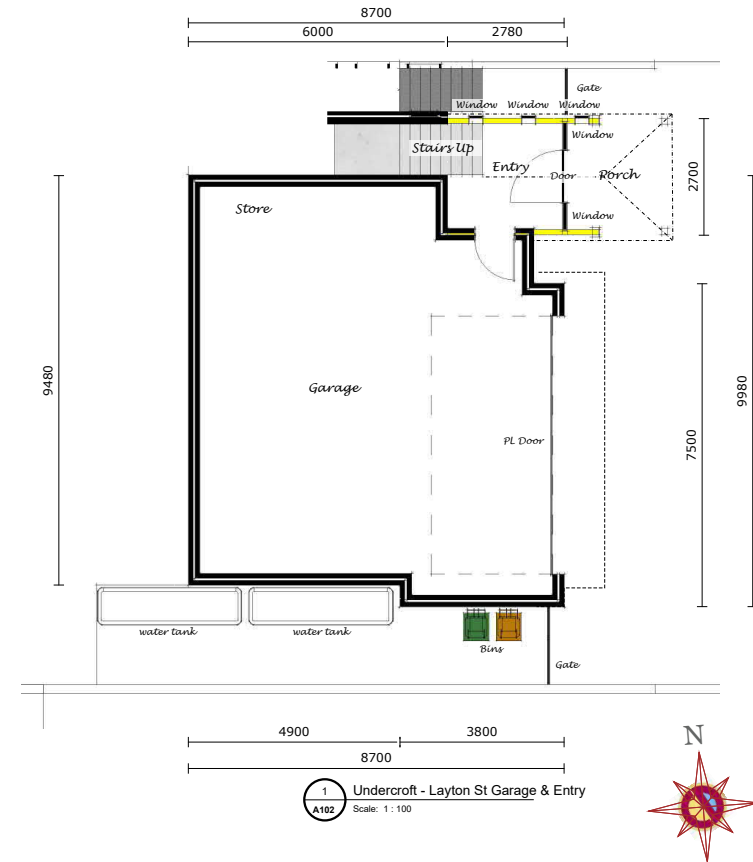 8700
6000
2780
Gate
Window Window Window
Window
Stairs Up
Entry
Door
Porch
2700
Store
Window
9480
Garage
9980
7500
PL Door
water tank
water tank
Bins
Gate
4900
3800
8700
N
1
A102
Undercroft - Layton St Garage & Entry
Scale: 1 : 100